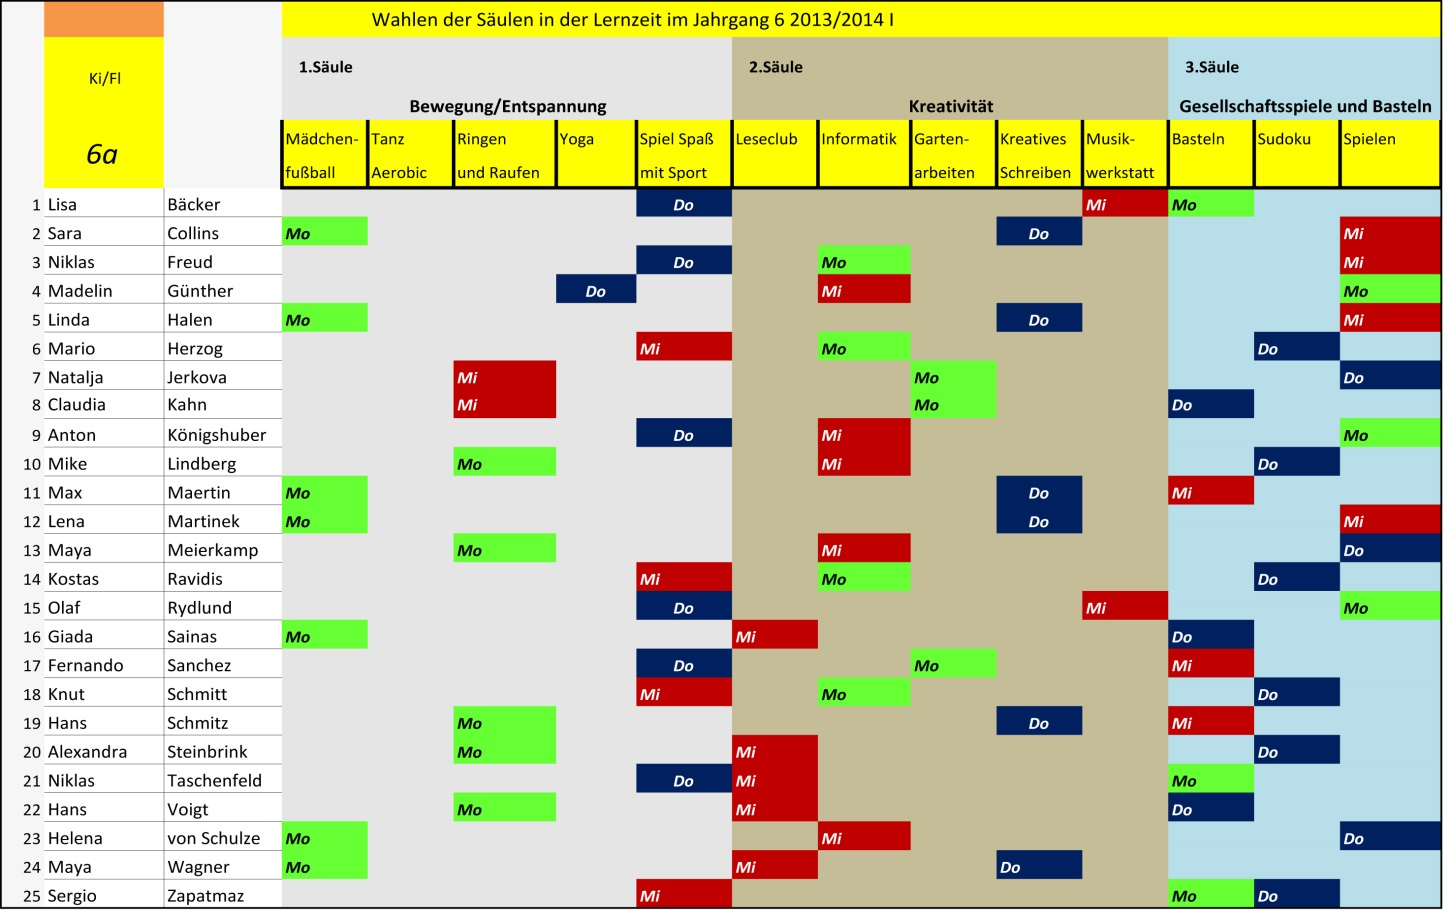 Wahlen der Säulen in der Lernzeit im Jahrgang 6 2013/2014 I
Ki/Fl 1.Säule 2.Säule 3.Säule
Bewegung/Entspannung Kreativität Gesellschaftsspiele und Basteln
6a Mädchen- Tanz Ringen Yoga Spiel Spaß Leseclub Informatik Garten- Kreatives Musik- Basteln Sudoku Spielen
fußball Aerobic und Raufen mit Sport arbeiten Schreiben werkstatt
1 Lisa Bäcker Do Mi Mo
2 Sara Collins Mo Do Mi
3 Niklas Freud Do Mo Mi
4 Madelin Günther Do Mi Mo
5 Linda Halen Mo Do Mi
6 Mario Herzog Mi Mo Do
7 Natalja Jerkova Mi Mo Do
8 Claudia Kahn Mi Mo Do
9 Anton Königshuber Do Mi Mo
10 Mike Lindberg Mo Mi Do
11 Max Maertin Mo Do Mi
12 Lena Martinek Mo Do Mi
13 Maya Meierkamp Mo Mi Do
14 Kostas Ravidis Mi Mo Do
15 Olaf Rydlund Do Mi Mo
16 Giada Sainas Mo Mi Do
17 Fernando Sanchez Do Mo Mi
18 Knut Schmitt Mi Mo Do
19 Hans Schmitz Mo Do Mi
20 Alexandra Steinbrink Mo Mi Do
21 Niklas Taschenfeld Do Mi Mo
22 Hans Voigt Mo Mi Do
23 Helena von Schulze Mo Mi Do
24 Maya Wagner Mo Mi Do
25 Sergio Zapatmaz Mi Mo Do